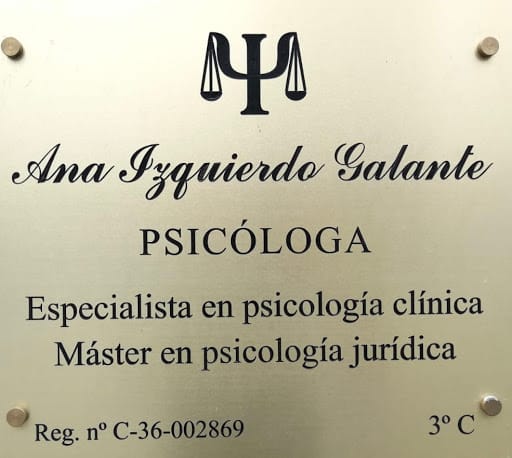 Ana Izquierdo Galante
PSICÓLOGA
Especialista en psicología clínica
Máster en psicología jurídica
Reg. nº C-36-002869 3º C